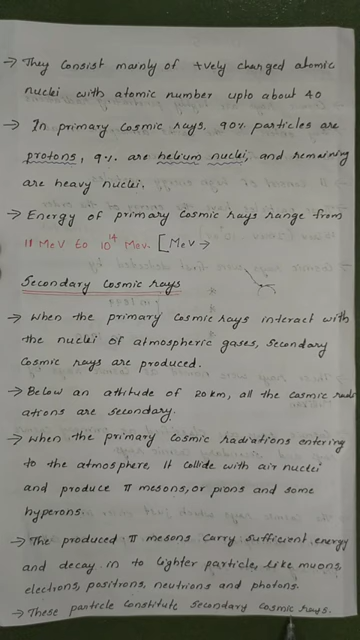 → They consist mainly of +vely charged atomic
nuclei with atomic number upto about 40
→ In primary cosmic rays, 90% particles are
protons, 9% are helium nuclei, and remaining
are heavy nuclei.
→ Energy of primary cosmic rays range from
11 MeV to 10¹⁴ Mev. [MeV →
Secondary Cosmic rays
→ When the primary cosmic rays interact with
the nuclei of atmospheric gases, secondary
cosmic rays are produced.
→ Below an altitude of 20 km, all the cosmic radi
ations are secondary.
→ When the primary cosmic radiations entering
to the atmosphere It collide with air nuclei
and produce π mesons, or pions and some
hyperons.
→ The produced π mesons carry sufficient energy
and decay in to lighter particle, like muons,
electrons, positrons, neutrions and photons.
→ These particle constitute secondary cosmic rays.